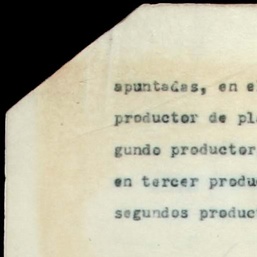 apuntadas, en e
productor de pl
gundo productor
en tercer produ
segundos produc